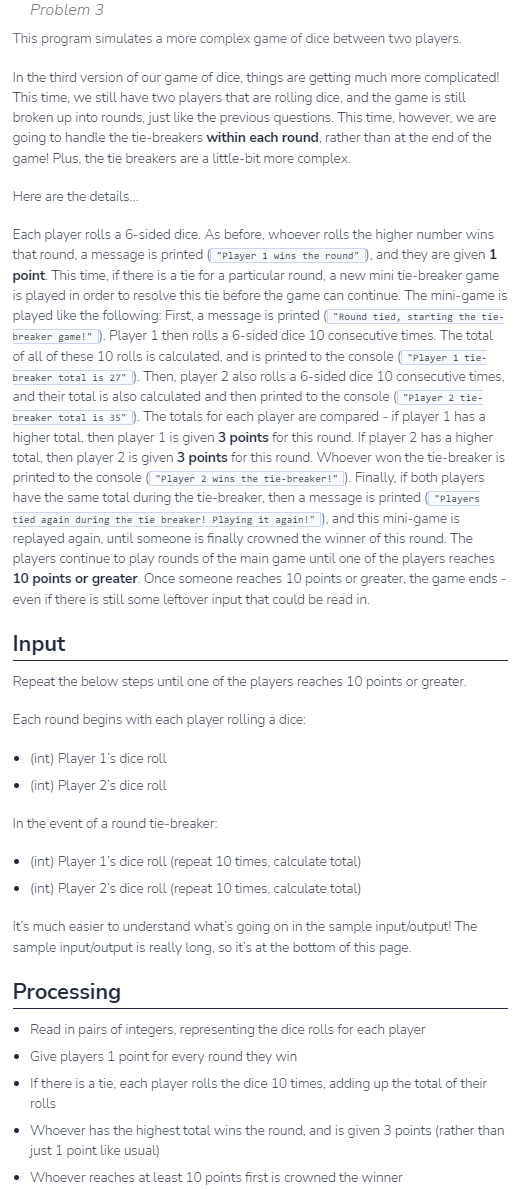 Problem 3
This program simulates a more complex game of dice between two players.
In the third version of our game of dice, things are getting much more complicated!
This time, we still have two players that are rolling dice, and the game is still
broken up into rounds, just like the previous questions. This time, however, we are
going to handle the tie-breakers within each round, rather than at the end of the
game! Plus, the tie breakers are a little-bit more complex.
Here are the details...
Each player rolls a 6-sided dice. As before, whoever rolls the higher number wins
that round, a message is printed ( "Player 1 wins the round" ), and they are given 1
point. This time, if there is a tie for a particular round, a new mini tie-breaker game
is played in order to resolve this tie before the game can continue. The mini-game is
played like the following: First, a message is printed ( "Round tied, starting the tie-
breaker game!" ). Player 1 then rolls a 6-sided dice 10 consecutive times. The total
of all of these 10 rolls is calculated, and is printed to the console ( "Player 1 tie-
breaker total is 27" ). Then, player 2 also rolls a 6-sided dice 10 consecutive times,
and their total is also calculated and then printed to the console ( "Player 2 tie-
breaker total is 35" ). The totals for each player are compared - if player 1 has a
higher total, then player 1 is given 3 points for this round. If player 2 has a higher
total, then player 2 is given 3 points for this round. Whoever won the tie-breaker is
printed to the console ( "Player 2 wins the tie-breaker!" ). Finally, if both players
have the same total during the tie-breaker, then a message is printed ( "Players
tied again during the tie breaker! Playing it again!" ), and this mini-game is
replayed again, until someone is finally crowned the winner of this round. The
players continue to play rounds of the main game until one of the players reaches
10 points or greater. Once someone reaches 10 points or greater, the game ends -
even if there is still some leftover input that could be read in.
Input
Repeat the below steps until one of the players reaches 10 points or greater.
Each round begins with each player rolling a dice:
• (int) Player 1's dice roll
• (int) Player 2's dice roll
In the event of a round tie-breaker:
• (int) Player 1's dice roll (repeat 10 times, calculate total)
• (int) Player 2's dice roll (repeat 10 times, calculate total)
It's much easier to understand what's going on in the sample input/output! The
sample input/output is really long, so it's at the bottom of this page.
Processing
• Read in pairs of integers, representing the dice rolls for each player
• Give players 1 point for every round they win
• If there is a tie, each player rolls the dice 10 times, adding up the total of their
rolls
• Whoever has the highest total wins the round, and is given 3 points (rather than
just 1 point like usual)
• Whoever reaches at least 10 points first is crowned the winner